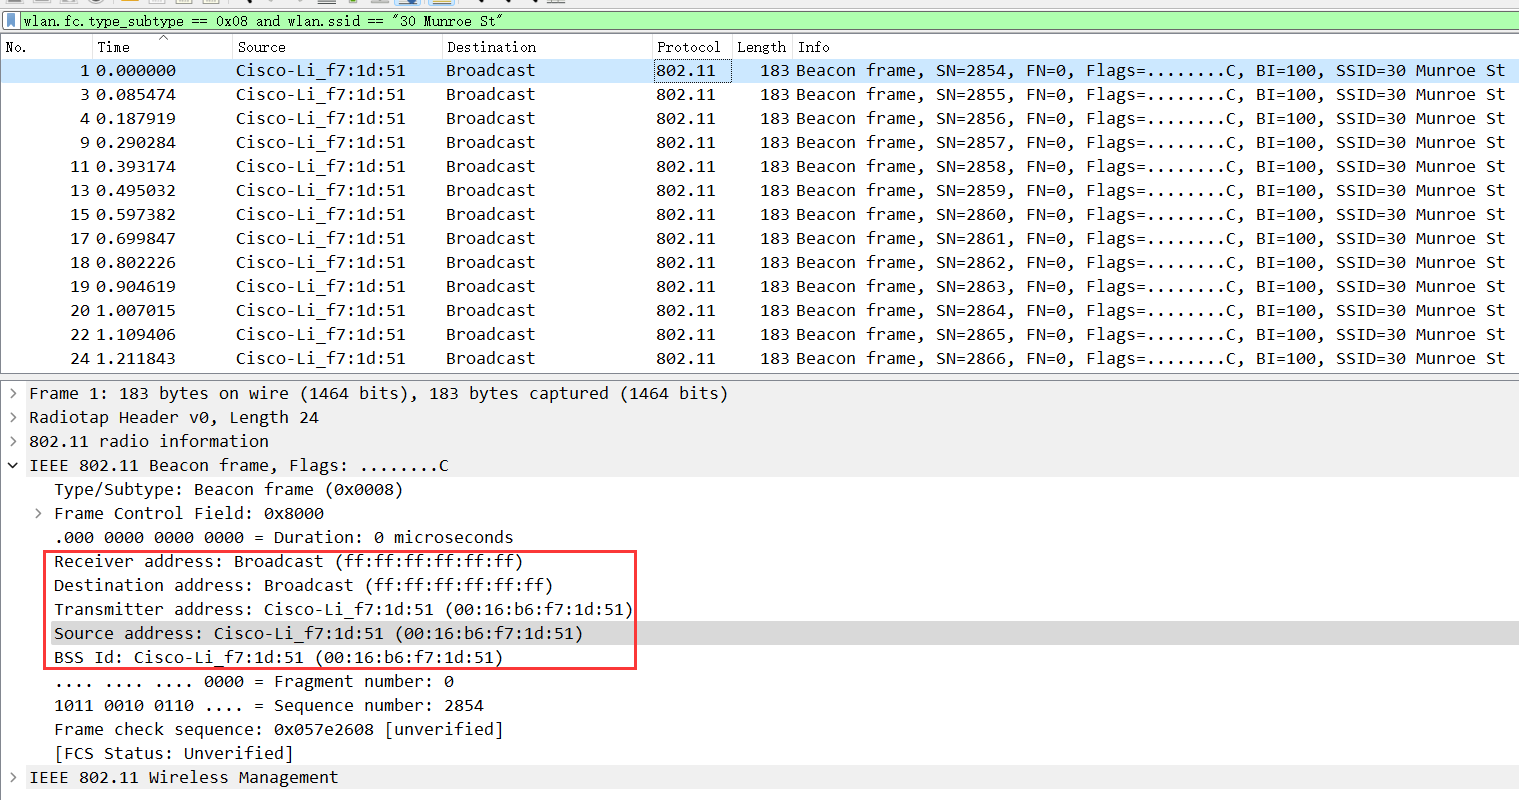 wlan.fc.type_subtype == 0x08 and wlan.ssid == "30 Munroe St"
No. Time Source Destination Protocol Length Info
1 0.000000 Cisco-Li_f7:1d:51 Broadcast 802.11 183 Beacon frame, SN=2854, FN=0, Flags=........C, BI=100, SSID=30 Munroe St
3 0.085474 Cisco-Li_f7:1d:51 Broadcast 802.11 183 Beacon frame, SN=2855, FN=0, Flags=........C, BI=100, SSID=30 Munroe St
4 0.187919 Cisco-Li_f7:1d:51 Broadcast 802.11 183 Beacon frame, SN=2856, FN=0, Flags=........C, BI=100, SSID=30 Munroe St
9 0.290284 Cisco-Li_f7:1d:51 Broadcast 802.11 183 Beacon frame, SN=2857, FN=0, Flags=........C, BI=100, SSID=30 Munroe St
11 0.393174 Cisco-Li_f7:1d:51 Broadcast 802.11 183 Beacon frame, SN=2858, FN=0, Flags=........C, BI=100, SSID=30 Munroe St
13 0.495032 Cisco-Li_f7:1d:51 Broadcast 802.11 183 Beacon frame, SN=2859, FN=0, Flags=........C, BI=100, SSID=30 Munroe St
15 0.597382 Cisco-Li_f7:1d:51 Broadcast 802.11 183 Beacon frame, SN=2860, FN=0, Flags=........C, BI=100, SSID=30 Munroe St
17 0.699847 Cisco-Li_f7:1d:51 Broadcast 802.11 183 Beacon frame, SN=2861, FN=0, Flags=........C, BI=100, SSID=30 Munroe St
18 0.802226 Cisco-Li_f7:1d:51 Broadcast 802.11 183 Beacon frame, SN=2862, FN=0, Flags=........C, BI=100, SSID=30 Munroe St
19 0.904619 Cisco-Li_f7:1d:51 Broadcast 802.11 183 Beacon frame, SN=2863, FN=0, Flags=........C, BI=100, SSID=30 Munroe St
20 1.007015 Cisco-Li_f7:1d:51 Broadcast 802.11 183 Beacon frame, SN=2864, FN=0, Flags=........C, BI=100, SSID=30 Munroe St
22 1.109406 Cisco-Li_f7:1d:51 Broadcast 802.11 183 Beacon frame, SN=2865, FN=0, Flags=........C, BI=100, SSID=30 Munroe St
24 1.211843 Cisco-Li_f7:1d:51 Broadcast 802.11 183 Beacon frame, SN=2866, FN=0, Flags=........C, BI=100, SSID=30 Munroe St
Frame 1: 183 bytes on wire (1464 bits), 183 bytes captured (1464 bits)
Radiotap Header v0, Length 24
802.11 radio information
IEEE 802.11 Beacon frame, Flags: ........C
Type/Subtype: Beacon frame (0x0008)
Frame Control Field: 0x8000
.000 0000 0000 0000 = Duration: 0 microseconds
Receiver address: Broadcast (ff:ff:ff:ff:ff:ff)
Destination address: Broadcast (ff:ff:ff:ff:ff:ff)
Transmitter address: Cisco-Li_f7:1d:51 (00:16:b6:f7:1d:51)
Source address: Cisco-Li_f7:1d:51 (00:16:b6:f7:1d:51)
BSS Id: Cisco-Li_f7:1d:51 (00:16:b6:f7:1d:51)
.... .... .... 0000 = Fragment number: 0
1011 0010 0110 .... = Sequence number: 2854
Frame check sequence: 0x057e2608 [unverified]
[FCS Status: Unverified]
IEEE 802.11 Wireless Management